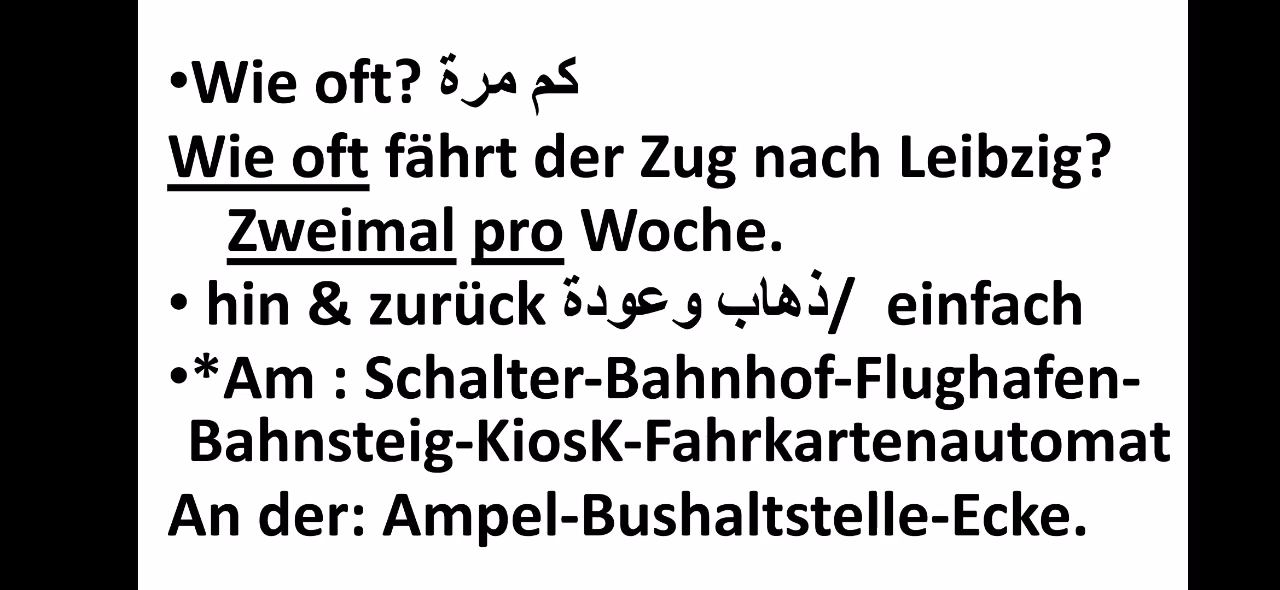 •Wie oft? كم مرة
Wie oft fährt der Zug nach Leibzig?
Zweimal pro Woche.
• hin & zurück ذهاب وعودة/ einfach
•*Am : Schalter-Bahnhof-Flughafen-
Bahnsteig-KiosK-Fahrkartenautomat
An der: Ampel-Bushaltstelle-Ecke.